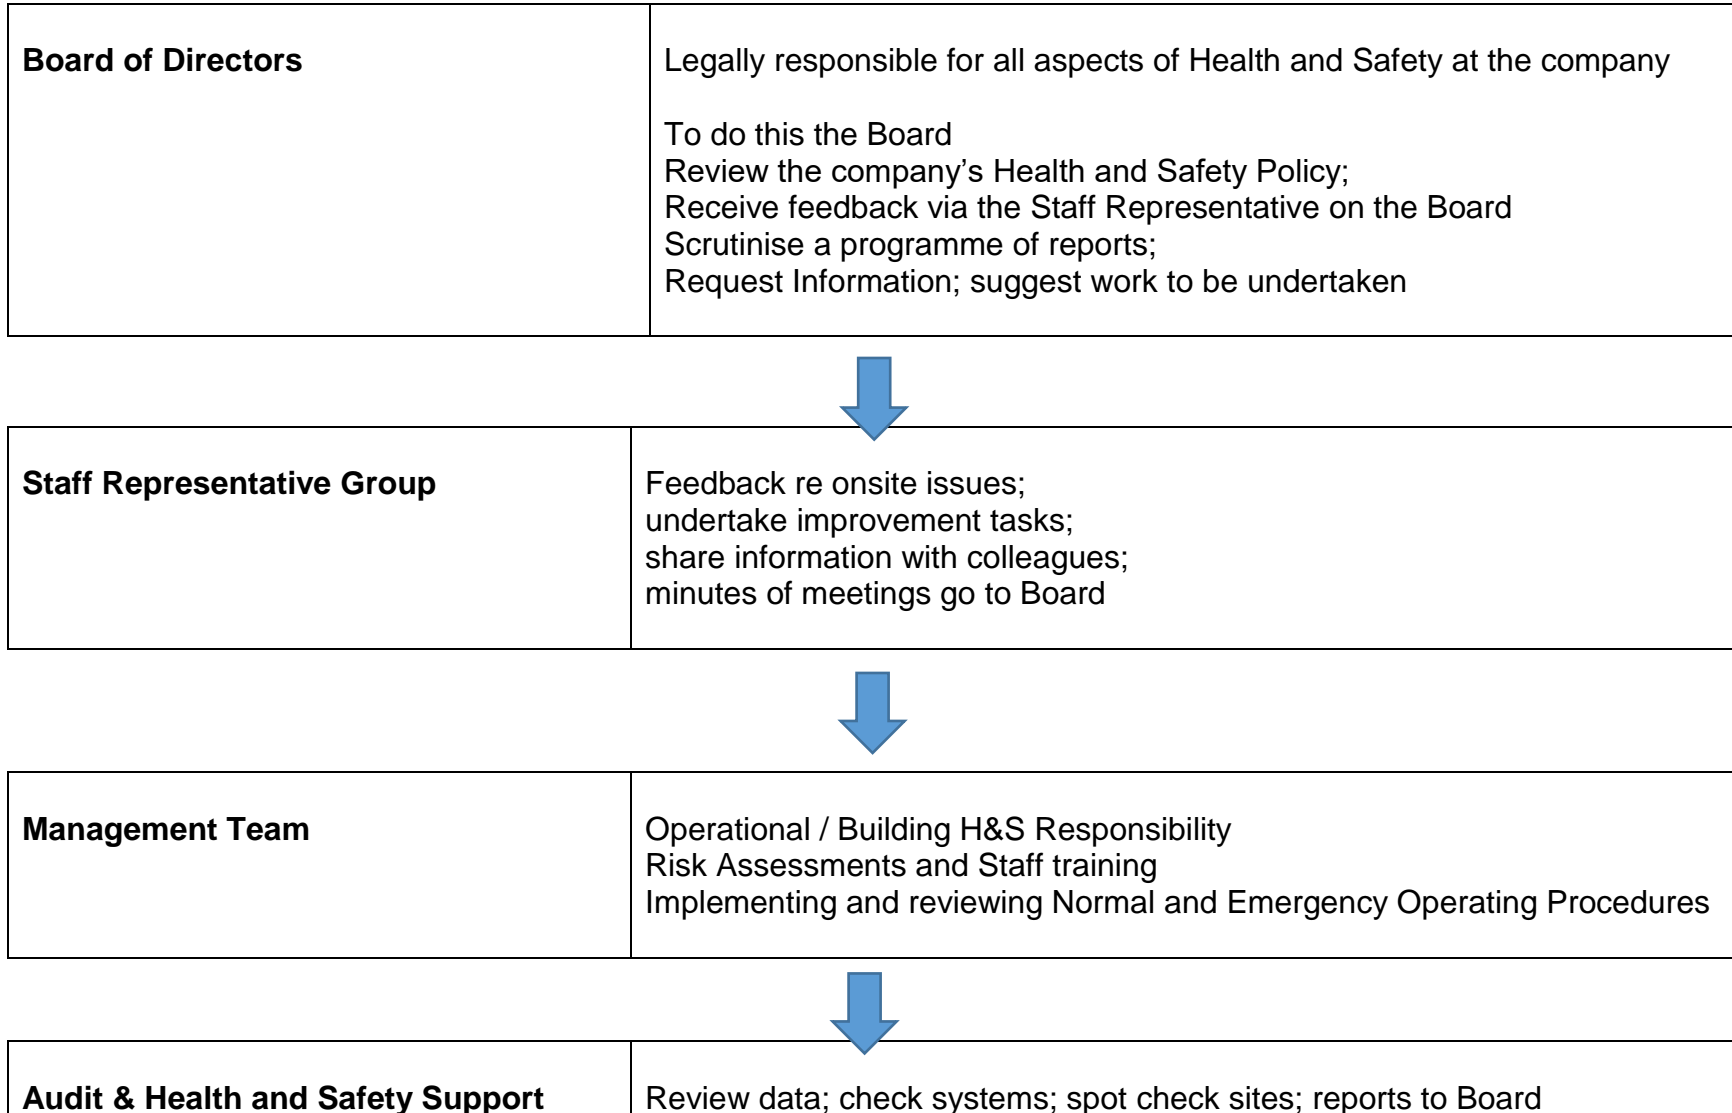 Board of Directors
Legally responsible for all aspects of Health and Safety at the company
To do this the Board
Review the company’s Health and Safety Policy;
Receive feedback via the Staff Representative on the Board
Scrutinise a programme of reports;
Request Information; suggest work to be undertaken
Staff Representative Group
Feedback re onsite issues;
undertake improvement tasks;
share information with colleagues;
minutes of meetings go to Board
Management Team
Operational / Building H&S Responsibility
Risk Assessments and Staff training
Implementing and reviewing Normal and Emergency Operating Procedures
Audit & Health and Safety Support
Review data; check systems; spot check sites; reports to Board